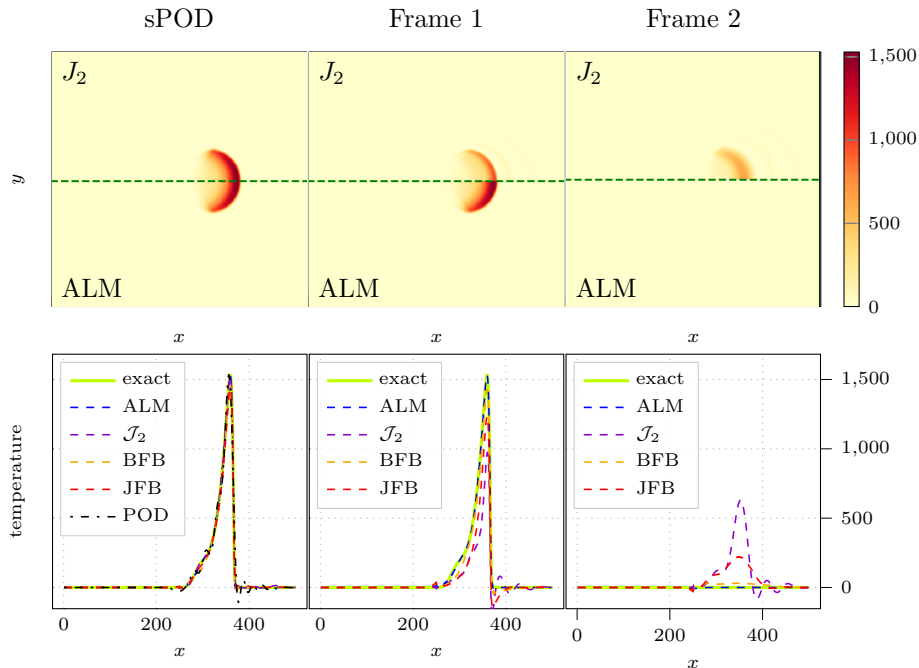 sPOD Frame 1 Frame 2
J₂ J₂ J₂
1,500
1,000
y
500
ALM ALM ALM
0
x x x
exact exact exact 1,500
ALM ALM ALM
𝒥₂ 𝒥₂ 𝒥₂ 1,000
BFB BFB BFB
JFB JFB JFB
POD 500
temperature
0
0 200 400 0 200 400 0 200 400
x x x